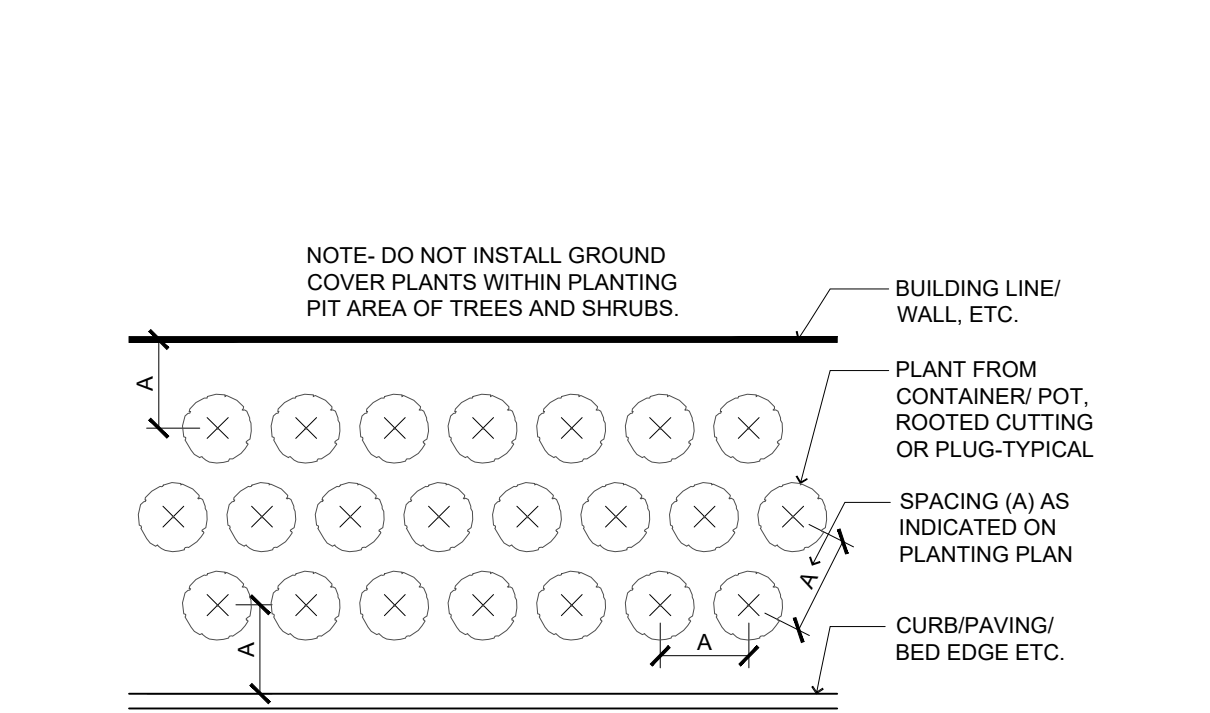 NOTE- DO NOT INSTALL GROUND
COVER PLANTS WITHIN PLANTING
PIT AREA OF TREES AND SHRUBS.
BUILDING LINE/
WALL, ETC.
PLANT FROM
CONTAINER/ POT,
ROOTED CUTTING
OR PLUG-TYPICAL
SPACING (A) AS
INDICATED ON
PLANTING PLAN
CURB/PAVING/
BED EDGE ETC.
A
A
A
A